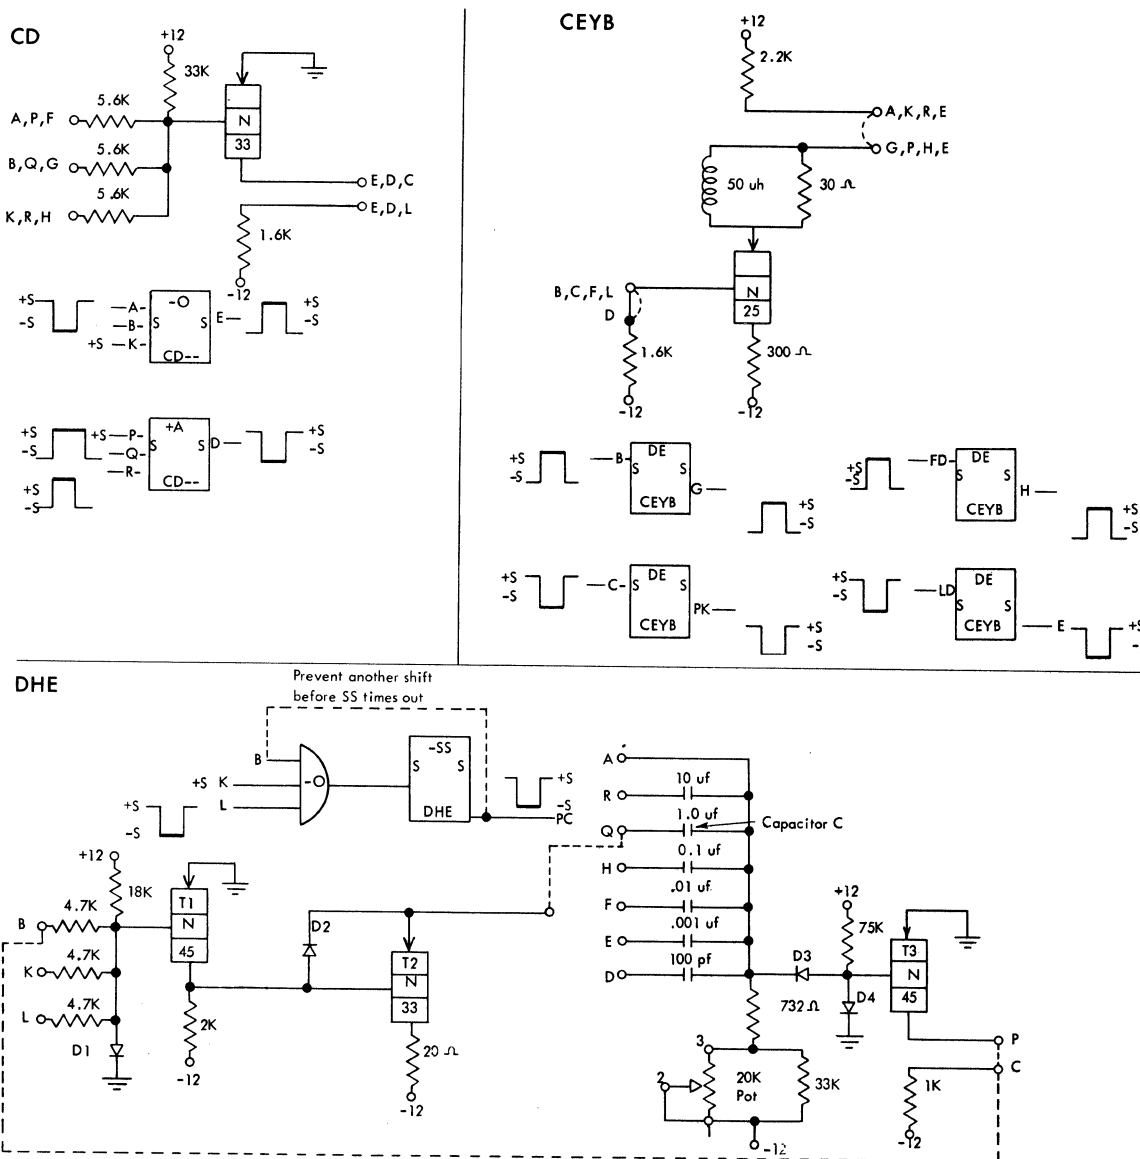 CD
+12
33K
5.6K
A,P,F
N
5.6K
33
B,Q,G
5.6K
E,D,C
K,R,H
E,D,L
1.6K
-12
+S
-S
-A-
-B-
+S -K-
-O
S S
CD--
E-
+S
-S
+S
-S
+S -P-
-Q-
-R-
+A
S S
CD--
D-
+S
-S
+S
-S
CEYB
+12
2.2K
A,K,R,E
G,P,H,E
50 uh
30 Ω
B,C,F,L
N
D
25
1.6K
300 Ω
-12
-12
+S
-S
-B-
DE
S S
CEYB
G-
+S
-S
+S
-S
-FD-
DE
S S
CEYB
H-
+S
-S
+S
-S
-C-
DE
S S
CEYB
PK-
+S
-S
+S
-S
-LD
DE
S S
CEYB
-E
+S
-S
DHE
Prevent another shift
before SS times out
B
+S K
L
-O
-SS
S S
DHE
+S
-S
PC
+S
-S
+12
18K
4.7K
B
T1
N
45
4.7K
K
4.7K
L
D1
2K
-12
D2
T2
N
33
20 Ω
-12
A
R
10 uf
Q
1.0 uf
Capacitor C
H
0.1 uf
F
.01 uf
E
.001 uf
D
100 pf
+12
75K
D3
D4
T3
N
45
732Ω
3
2
20K
Pot
33K
-12
P
C
1K
-12